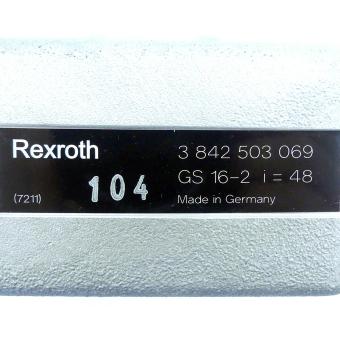 Rexroth 3 842 503 069
104 GS 16-2 i = 48
(7211) Made in Germany